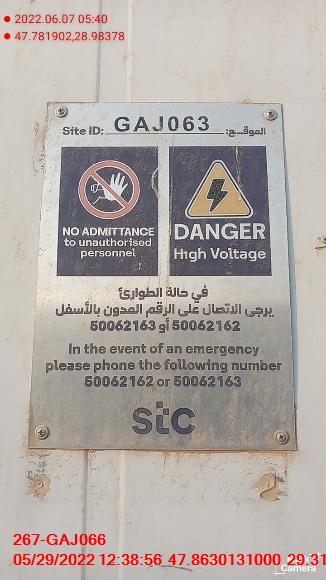 2022.06.07 05:40
47.781902,28.98378
Site ID: GAJ063 الموقع:
NO ADMITTANCE
to unauthorised
personnel
DANGER
High Voltage
في حالة الطوارئ
يرجى الاتصال على الرقم المدون بالأسفل
50062162 أو 50062163
In the event of an emergency
please phone the following number
50062162 or 50062163
stc
267-GAJ066
05/29/2022 12:38:56 47.8630131000 29.31
Camera